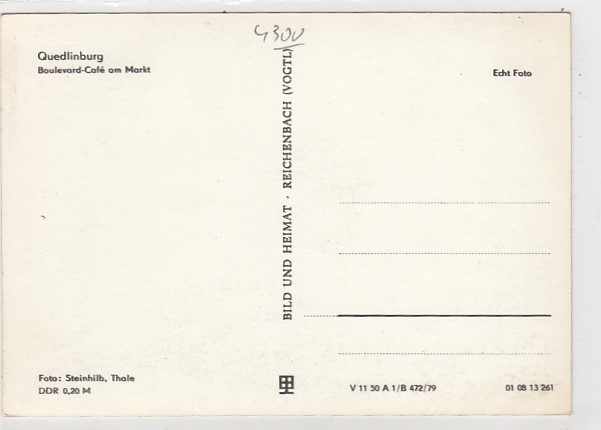 4300
Quedlinburg
Boulevard-Café am Markt
Echt Foto
BILD UND HEIMAT · REICHENBACH (VOGTL)
Foto: Steinhilb, Thale
DDR 0,20 M
V 11 50 A 1/B 472/79
01 08 13 261